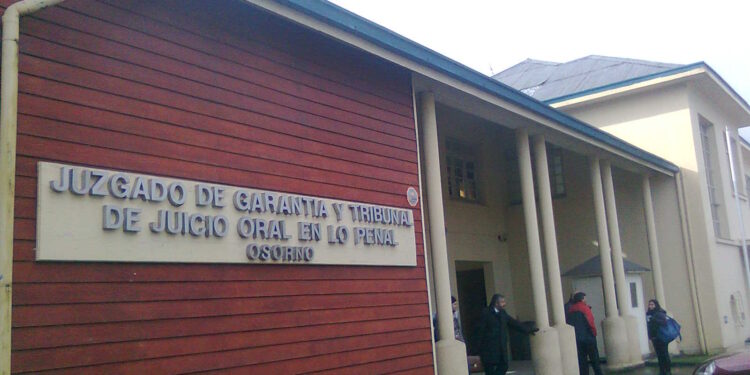 JUZGADO DE GARANTIA Y TRIBUNAL
DE JUICIO ORAL EN LO PENAL
OSORNO